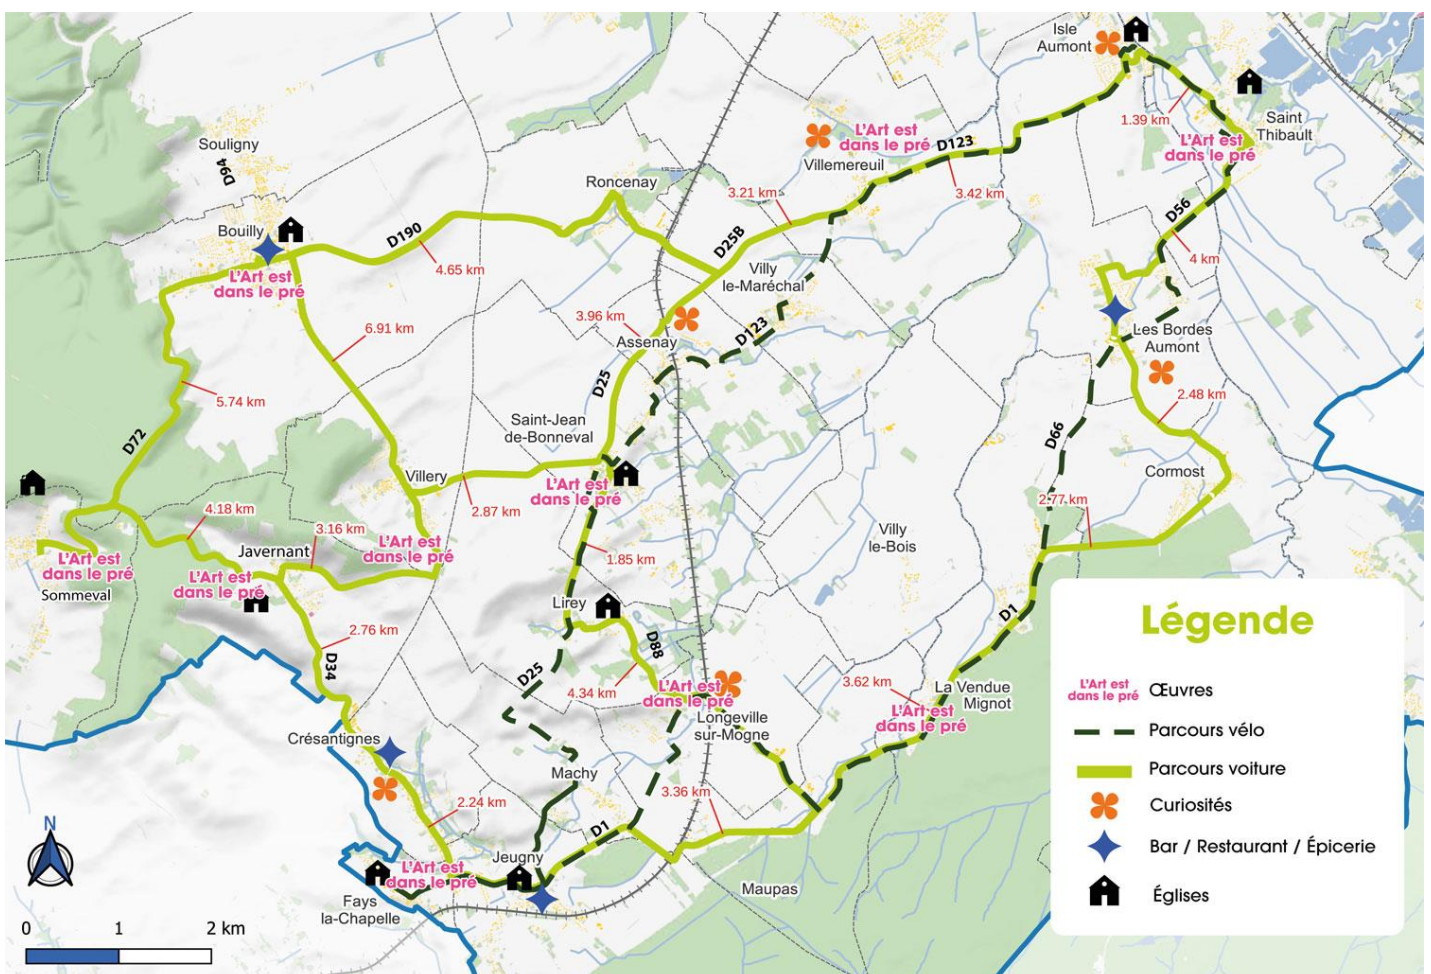 Isle
Aumont
1.39 km
Saint
Thibault
L'Art est
dans le pré
L'Art est
dans le pré
D123
Villemereuil
3.42 km
Souligny
D94
Roncenay
3.21 km
D56
Bouilly
D190
4.65 km
D25B
4 km
L'Art est
dans le pré
Villy
le-Maréchal
6.91 km
3.96 km
Assenay
D123
Les Bordes
Aumont
5.74 km
D25
2.48 km
D72
Saint-Jean
de-Bonneval
D66
Villery
Cormost
L'Art est
dans le pré
2.87 km
2.77 km
4.18 km
3.16 km
Villy
le-Bois
L'Art est
dans le pré
Javernant
L'Art est
dans le pré
Sommeval
L'Art est
dans le pré
1.85 km
Lirey
D1
2.76 km
D34
D88
D25
4.34 km
L'Art est
dans le pré
3.62 km
La Vendue
Mignot
L'Art est
dans le pré
Longeville
sur-Mogne
Crésantignes
Machy
3.36 km
2.24 km
D1
Jeugny
L'Art est
dans le pré
Maupas
Fays
la-Chapelle
N
0 1 2 km
Légende
L'Art est
dans le pré
Œuvres
Parcours vélo
Parcours voiture
Curiosités
Bar / Restaurant / Épicerie
Églises